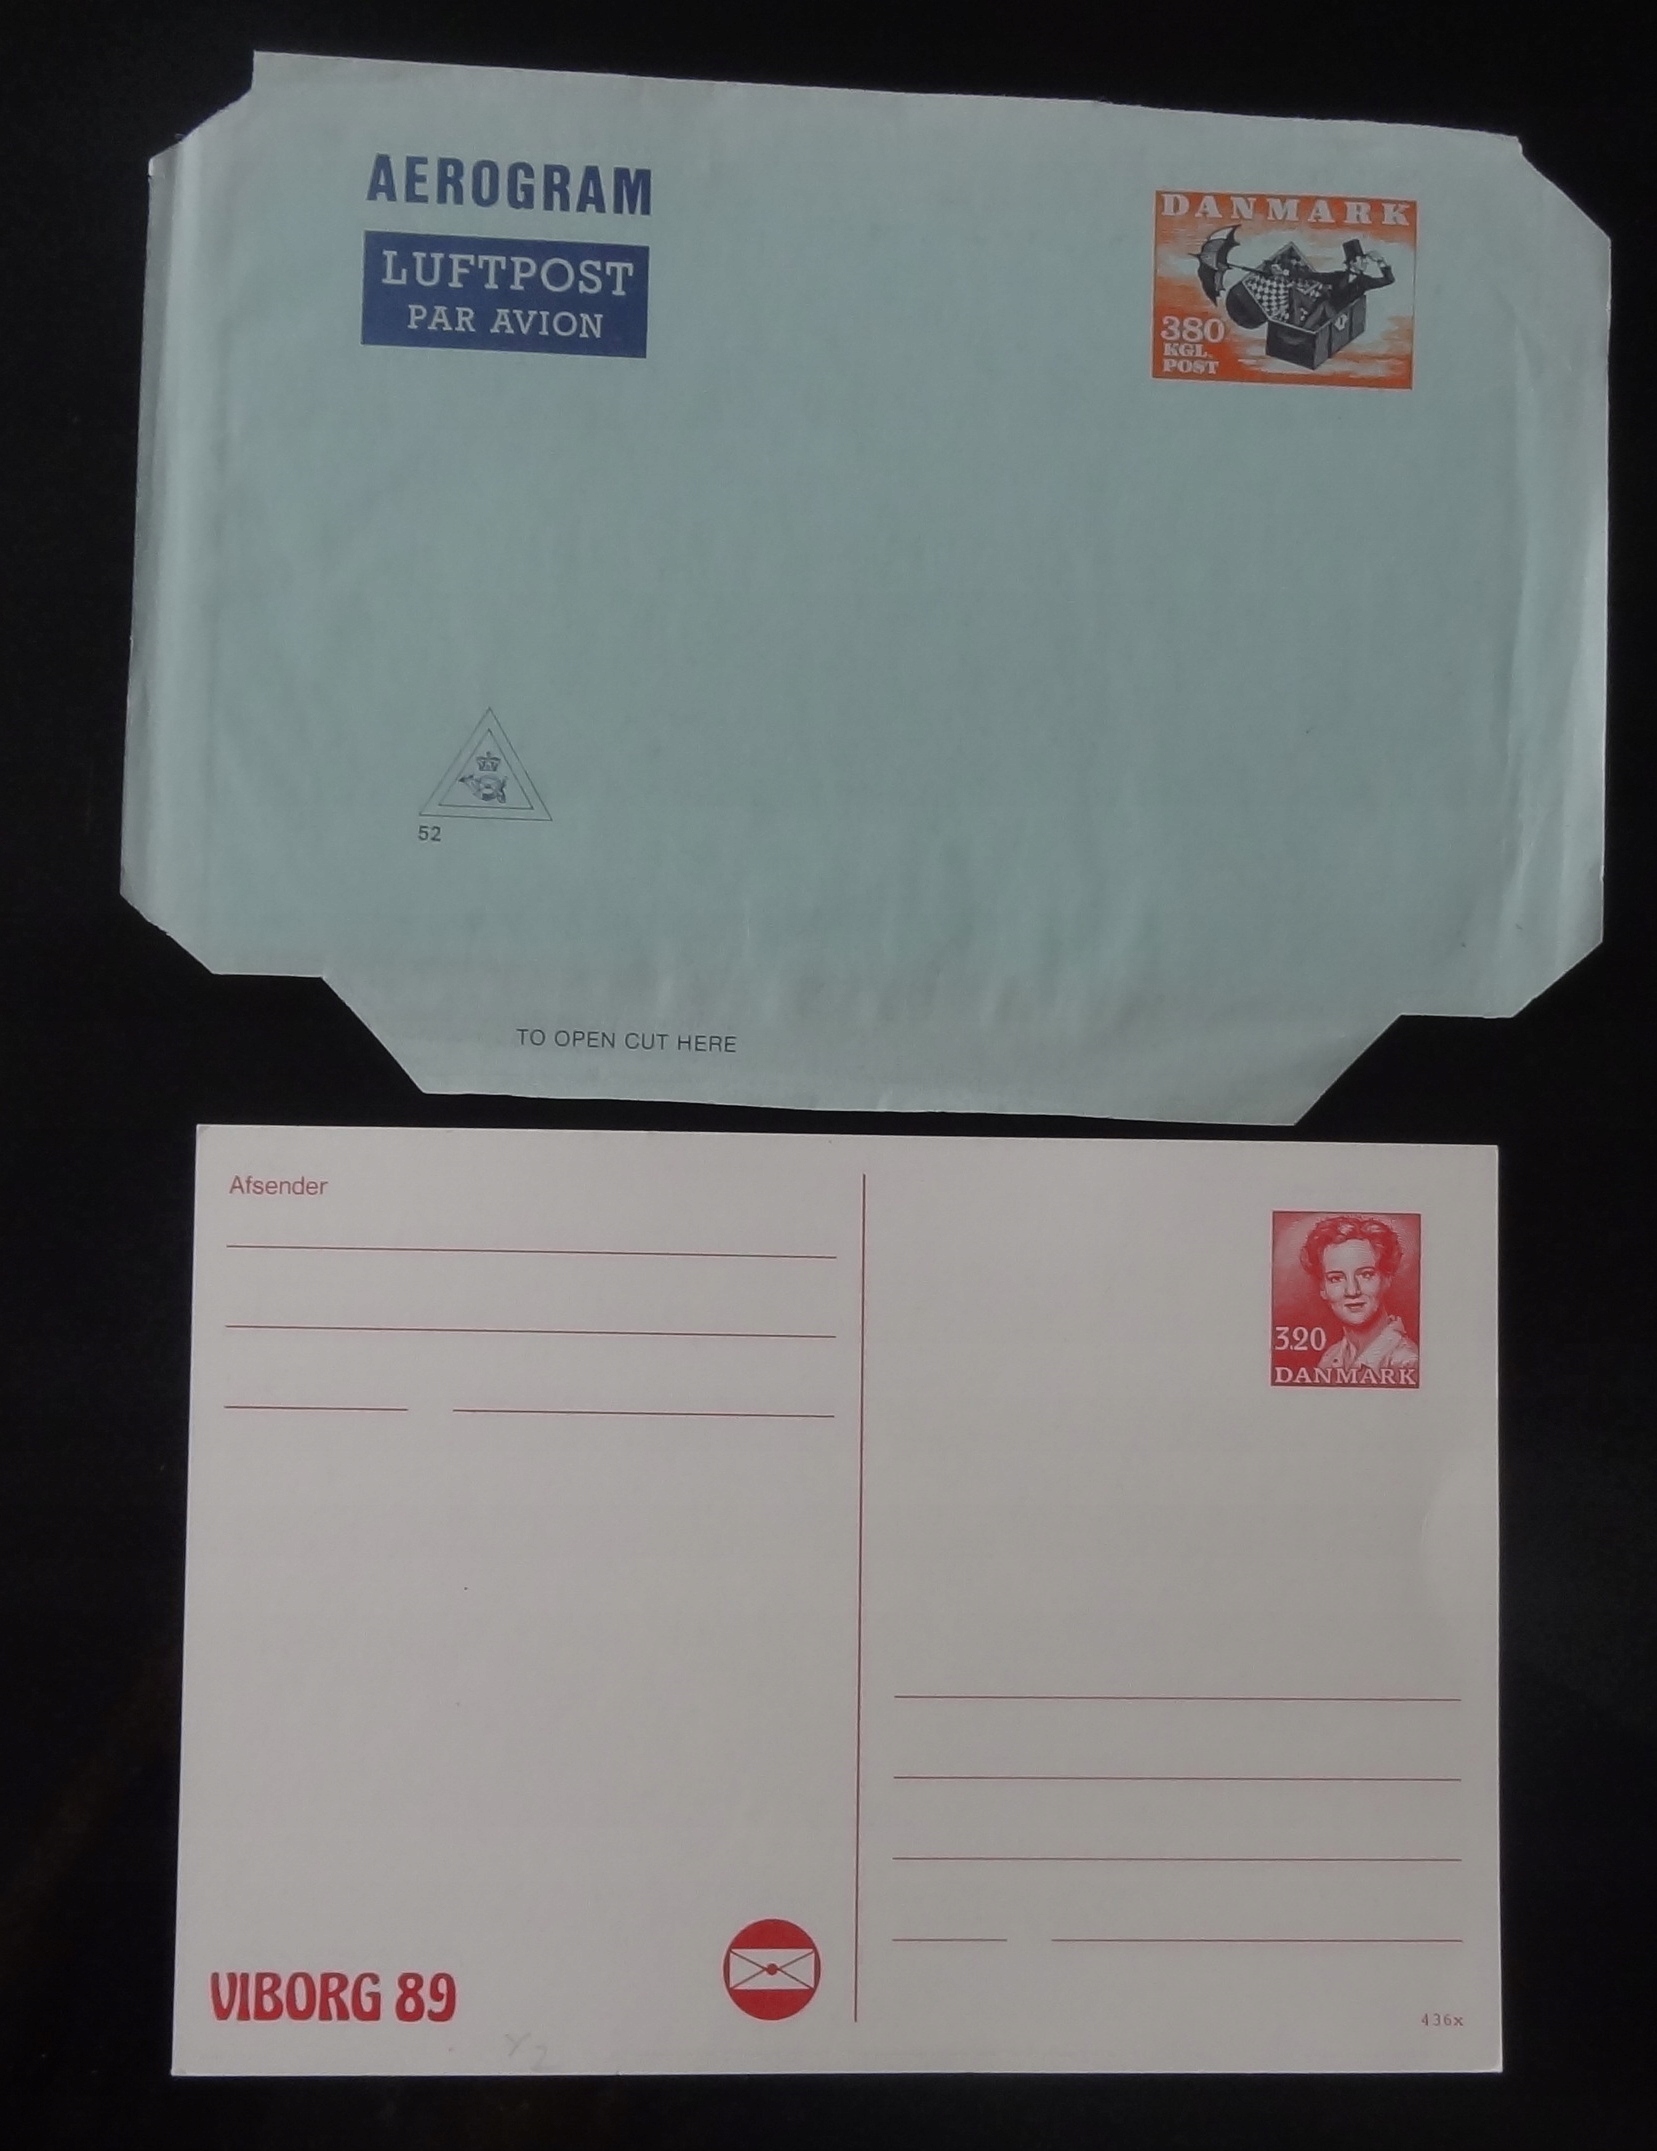 AEROGRAM
LUFTPOST
PAR AVION
DANMARK
380
KGL.
POST
52
TO OPEN CUT HERE
Afsender
3.20
DANMARK
VIBORG 89
436x